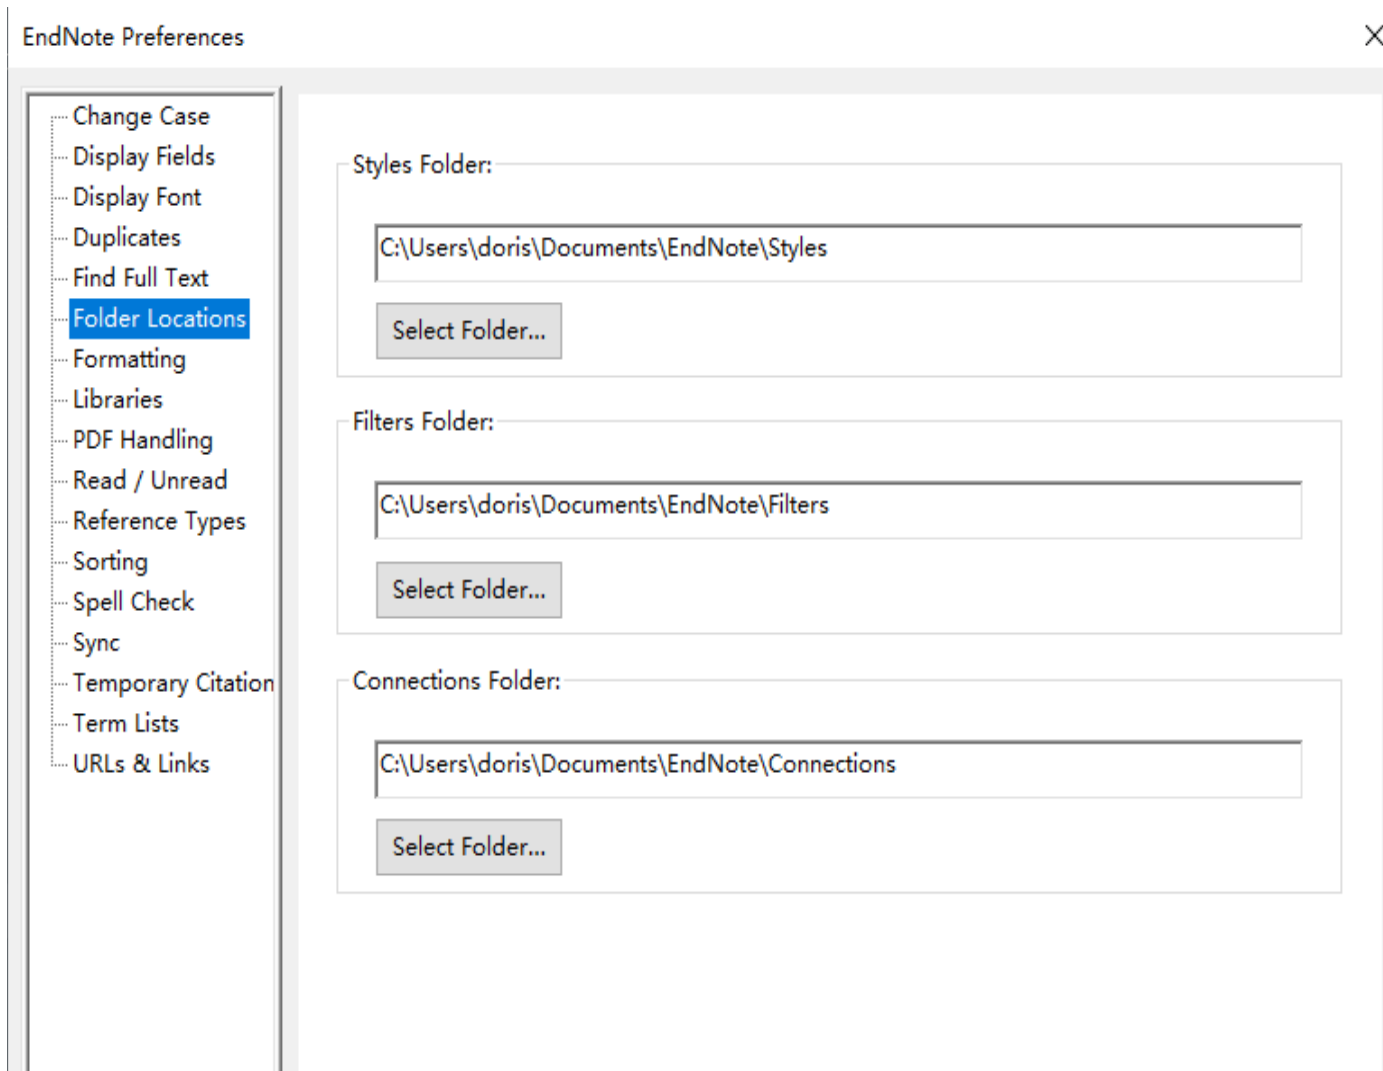 EndNote Preferences
Change Case
Display Fields
Display Font
Duplicates
Find Full Text
Folder Locations
Formatting
Libraries
PDF Handling
Read / Unread
Reference Types
Sorting
Spell Check
Sync
Temporary Citation
Term Lists
URLs & Links
Styles Folder:
C:\Users\doris\Documents\EndNote\Styles
Select Folder...
Filters Folder:
C:\Users\doris\Documents\EndNote\Filters
Select Folder...
Connections Folder:
C:\Users\doris\Documents\EndNote\Connections
Select Folder...